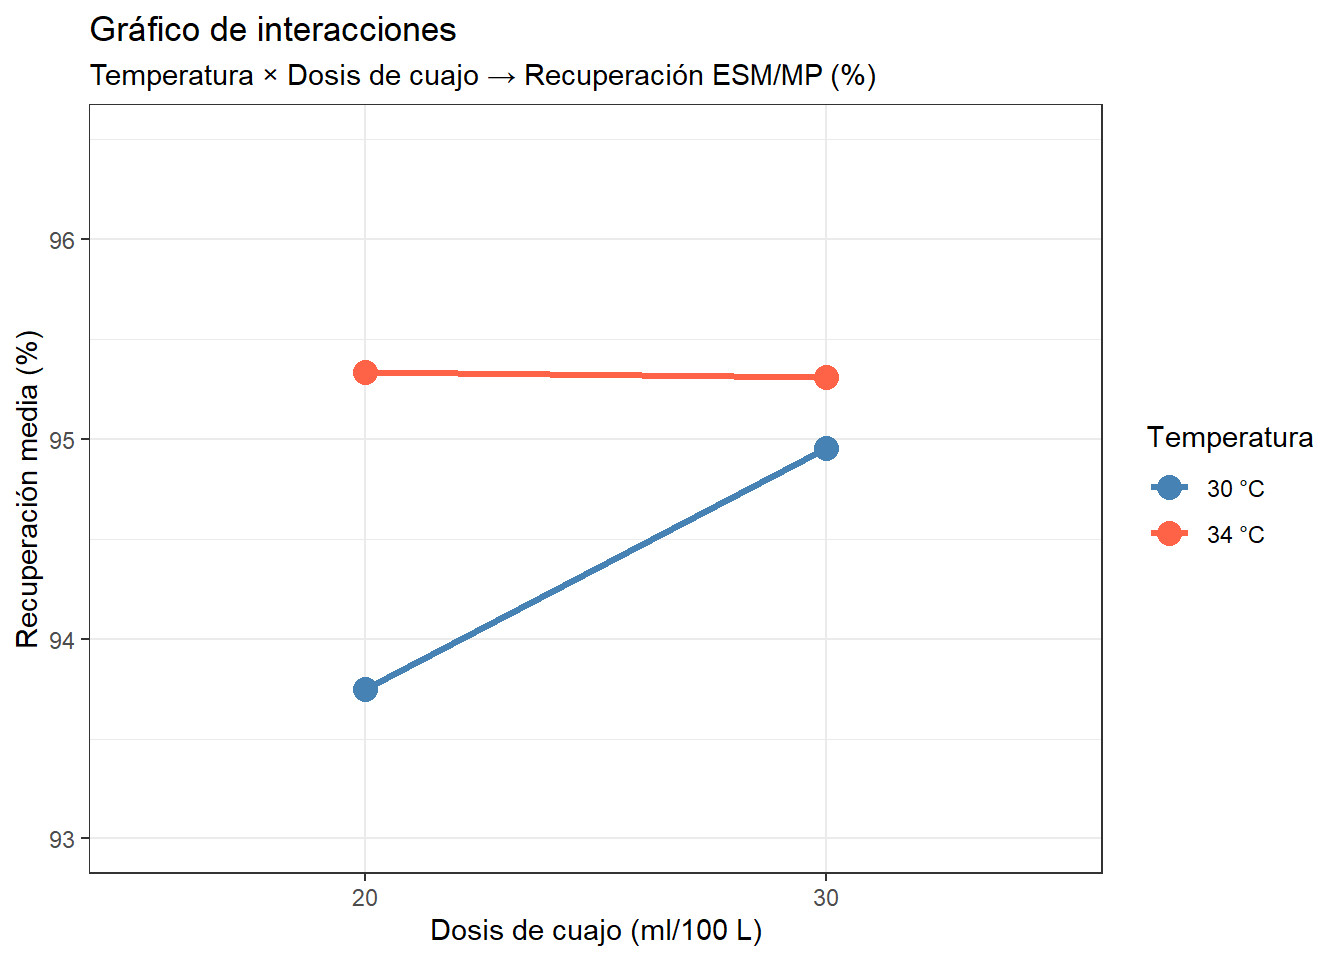 Gráfico de interacciones
Temperatura × Dosis de cuajo → Recuperación ESM/MP (%)
Recuperación media (%)
96
95
94
93
20 30
Dosis de cuajo (ml/100 L)
Temperatura
30 °C
34 °C